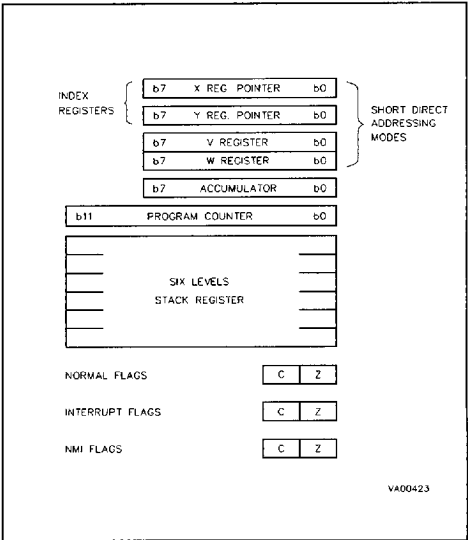 b7 X REG. POINTER b0
INDEX
REGISTERS
b7 Y REG. POINTER b0
SHORT DIRECT
ADDRESSING
MODES
b7 V REGISTER b0
b7 W REGISTER b0
b7 ACCUMULATOR b0
b11 PROGRAM COUNTER b0
SIX LEVELS
STACK REGISTER
NORMAL FLAGS C Z
INTERRUPT FLAGS C Z
NMI FLAGS C Z
VA00423